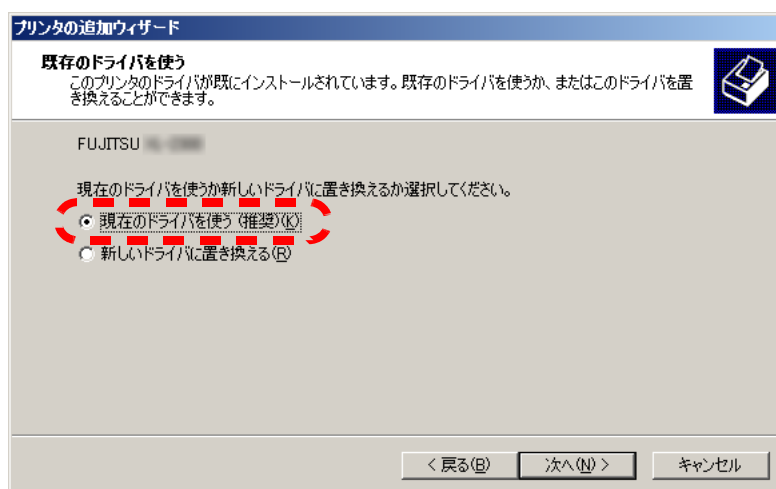 プリンタの追加ウィザード
既存のドライバを使う
このプリンタのドライバが既にインストールされています。既存のドライバを使うか、またはこのドライバを置
き換えることができます。
FUJITSU
現在のドライバを使うか新しいドライバに置き換えるか選択してください。
現在のドライバを使う (推奨)(K)
新しいドライバに置き換える(R)
< 戻る(B)
次へ(N) >
キャンセル